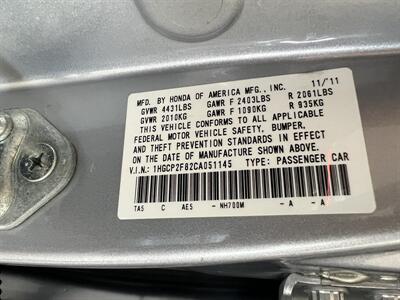 MFD. BY HONDA OF AMERICA MFG., INC. 11/'11
GVWR 4431LBS GAWR F 2403LBS R 2061LBS
GVWR 2010KG GAWR F 1090KG R 935KG
THIS VEHICLE CONFORMS TO ALL APPLICABLE
FEDERAL MOTOR VEHICLE SAFETY, BUMPER,
AND THEFT PREVENTION STANDARDS IN EFFECT
ON THE DATE OF MANUFACTURE SHOWN ABOVE.
V.I.N.: 1HGCP2F82CA051145 TYPE: PASSENGER CAR
TA5 C AE5 - NH700M - A - A